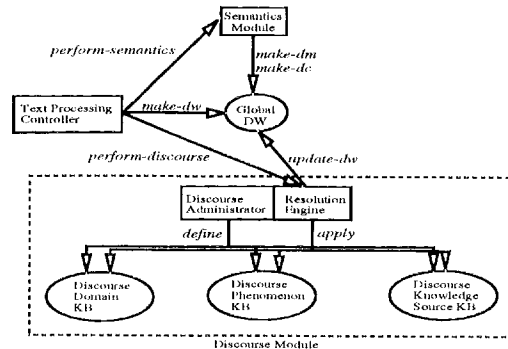 Semantics
Module
perform-semantics
make-dm
make-dc
Text Processing
Controller
make-dw
Global
DW
perform-discourse
update-dw
Discourse
Administrator
Resolution
Engine
define
apply
Discourse
Domain
KB
Discourse
Phenomenon
KB
Discourse
Knowledge
Source KB
Discourse Module